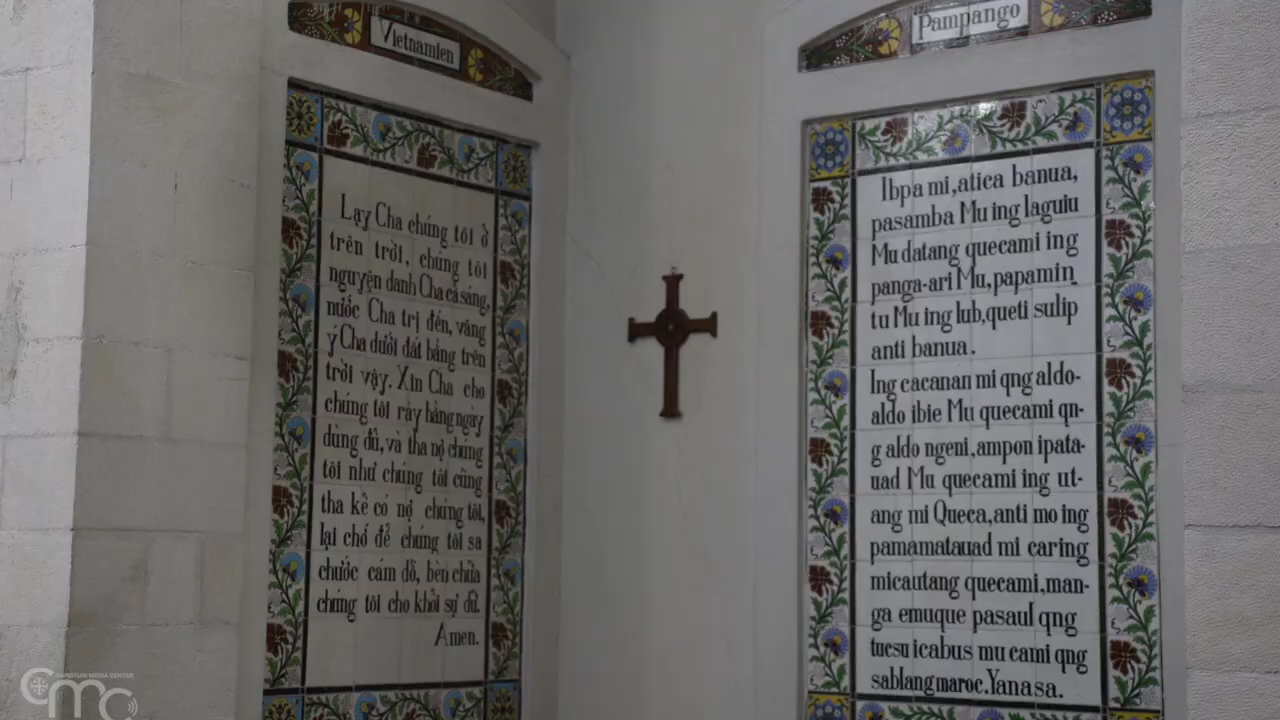 Vietnamien
Lạy Cha chúng tôi ở
trên trời, chúng tôi
nguyện danh Cha cả sáng,
nước Cha trị đến, vâng
ý Cha dưới đất bằng trên
trời vậy. Xin Cha cho
chúng tôi rày hằng ngày
dùng đủ, và tha nợ chúng
tôi như chúng tôi cũng
tha kẻ có nợ chúng tôi,
lại chớ để chúng tôi sa
chước cám dỗ, bèn chữa
chúng tôi cho khỏi sự dữ.
Amen.
Pampango
Ibpa mi, atica banua,
pasamba Mu ing laguiu
Mu datang quecami ing
panga-ari Mu, papamin
tu Mu ing lub, queti sulip
anti banua.
Ing cacanan mi qng aldo-
aldo ibie Mu quecami qn-
g aldo ngeni, ampon ipata-
uad Mu quecami ing ut-
ang mi Queca, anti mo ing
pamamatauad mi caring
micautang quecami, man-
ga emuque pasaul qng
tucsu icabus mu cami qng
sablang maroc. Yanasa.
CMC
CHRISTIAN MEDIA CENTER